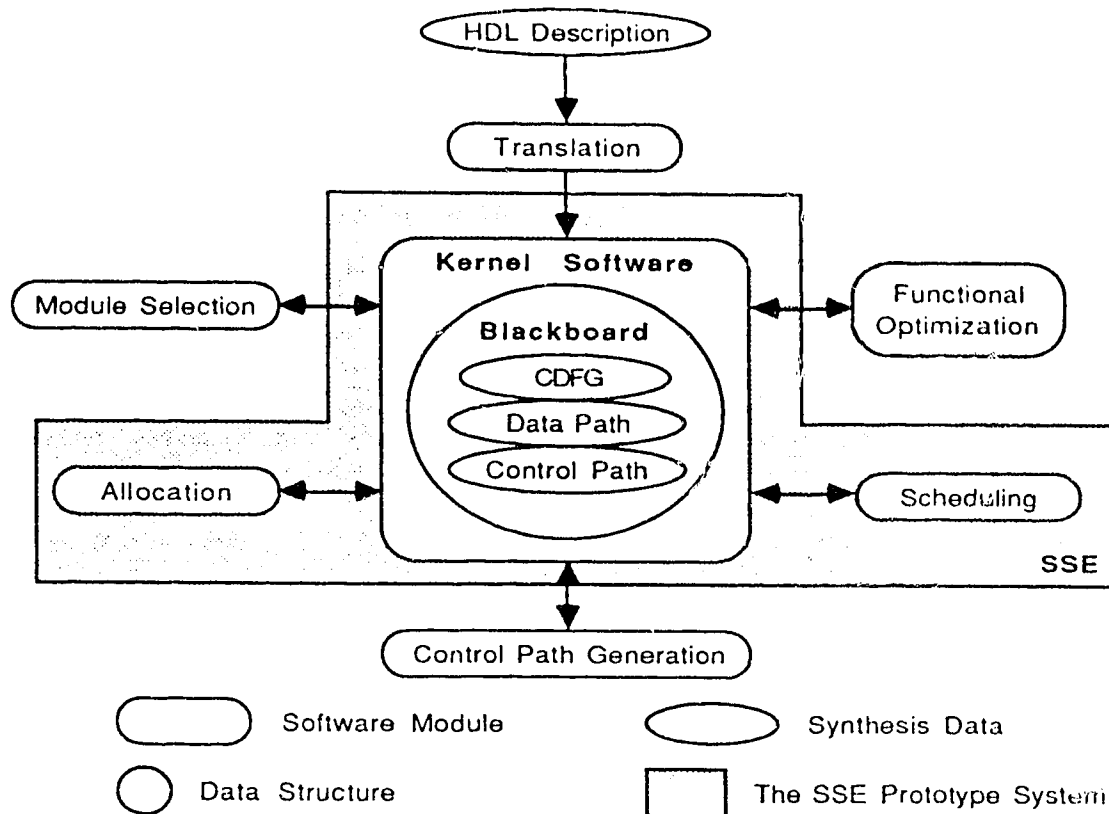 HDL Description
Translation
Kernel Software
Module Selection
Functional
Optimization
Blackboard
CDFG
Data Path
Control Path
Allocation
Scheduling
SSE
Control Path Generation
Software Module
Synthesis Data
Data Structure
The SSE Prototype System